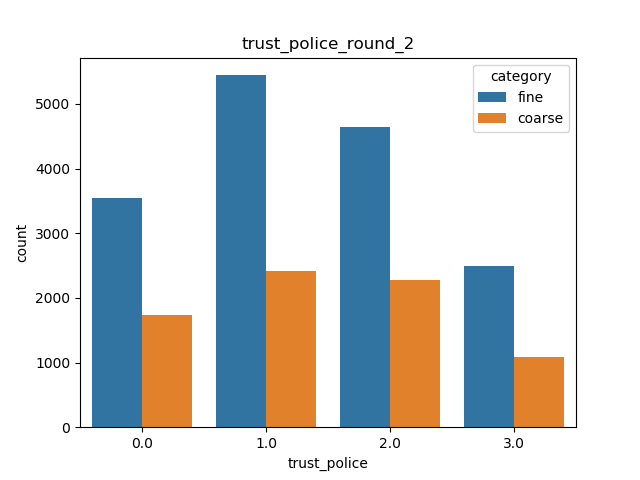 trust_police_round_2
category
fine
coarse
count
5000
4000
3000
2000
1000
0
0.0 1.0 2.0 3.0
trust_police